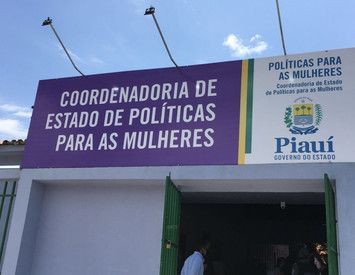 COORDENADORIA DE
ESTADO DE POLÍTICAS
PARA AS MULHERES
POLÍTICAS PARA
AS MULHERES
Coordenadoria de Estado
de Políticas para as Mulheres
Piauí
GOVERNO DO ESTADO